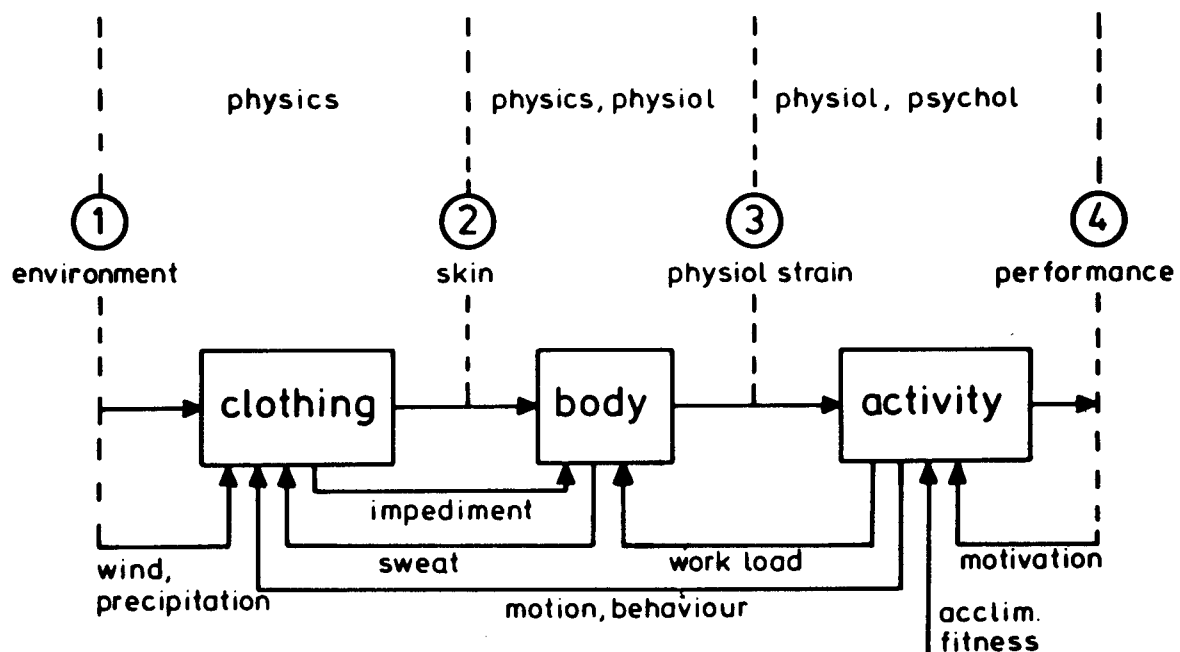 physics
physics, physiol
physiol, psychol
1
2
3
4
environment
skin
physiol strain
performance
clothing
body
activity
impediment
sweat
work load
motivation
wind,
precipitation
motion, behaviour
acclim.
fitness